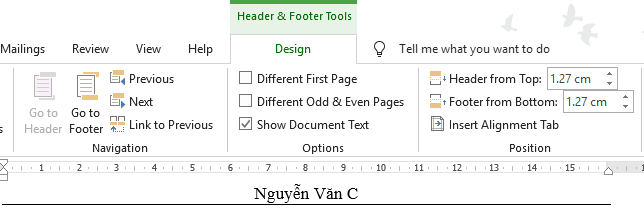 Header & Footer Tools
Mailings Review View Help Design Tell me what you want to do
Go to Header
Go to Footer
Previous
Next
Link to Previous
Navigation
Different First Page
Different Odd & Even Pages
Show Document Text
Options
Header from Top: 1.27 cm
Footer from Bottom: 1.27 cm
Insert Alignment Tab
Position
1 2 3 4 5 6 7 8 9 10 11 12 13 14 15
Nguyễn Văn C